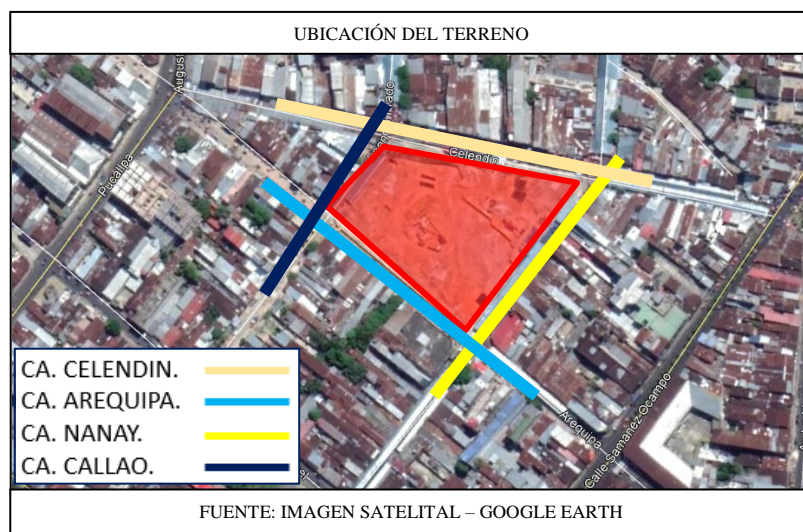 UBICACIÓN DEL TERRENO
Pucallpa
Celendin
Arequipa
Calle Samanez Ocampo
CA. CELENDIN.
CA. AREQUIPA.
CA. NANAY.
CA. CALLAO.
FUENTE: IMAGEN SATELITAL – GOOGLE EARTH